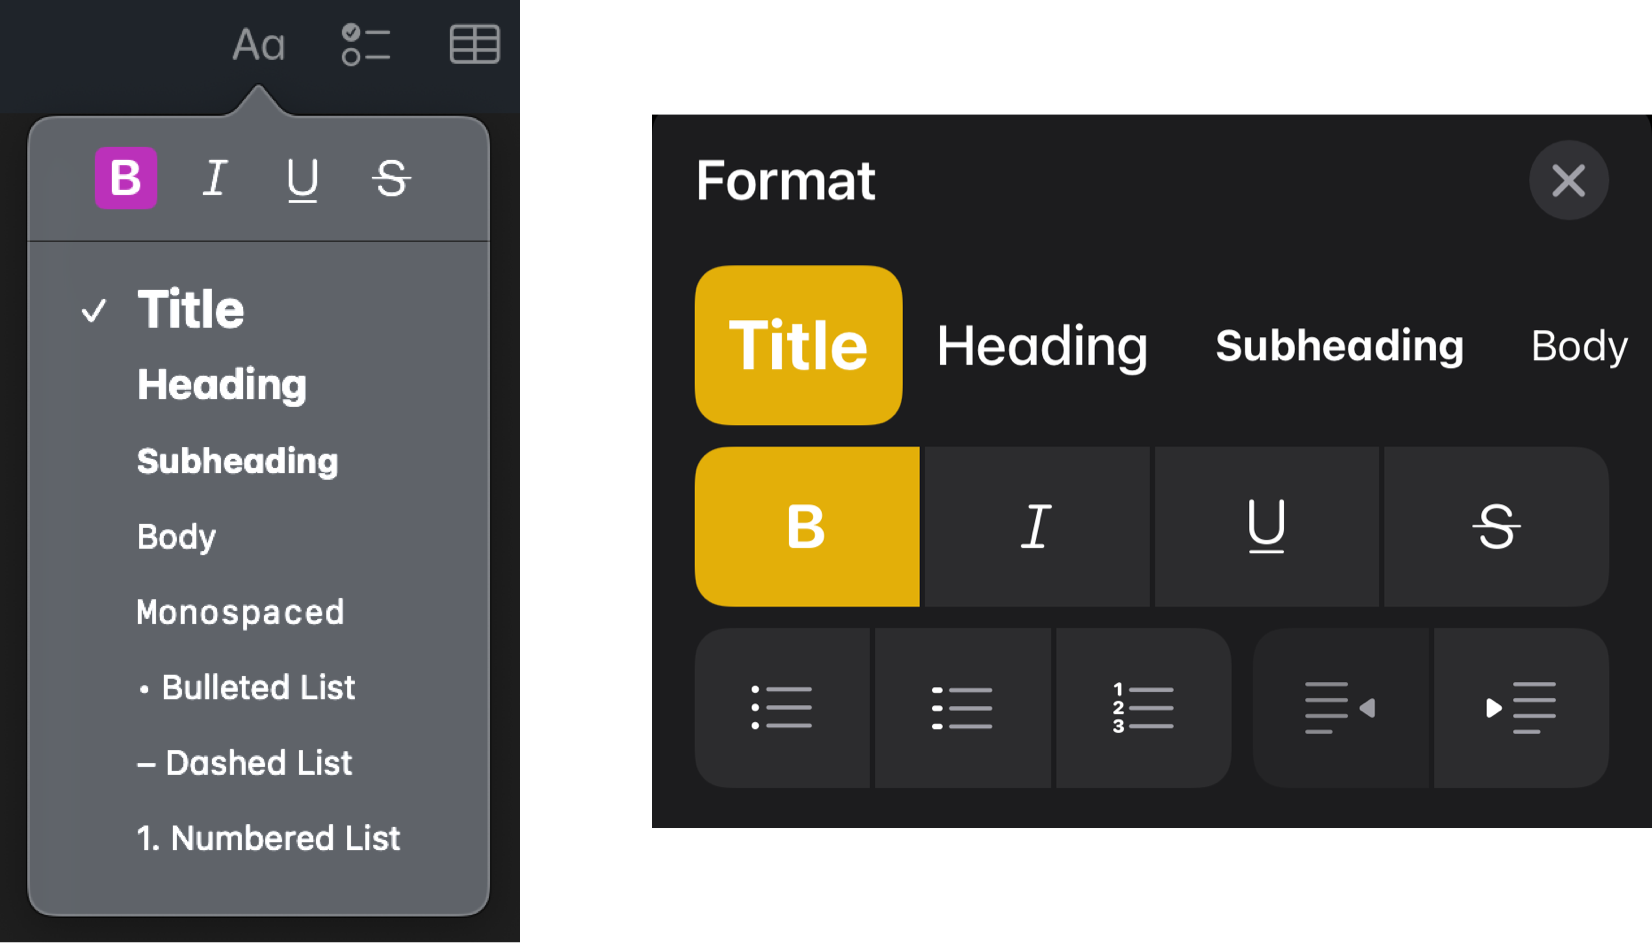 Aa
B I U S
✓ Title
Heading
Subheading
Body
Monospaced
• Bulleted List
– Dashed List
1. Numbered List
Format
Title Heading Subheading Body
B I U S
1
2
3